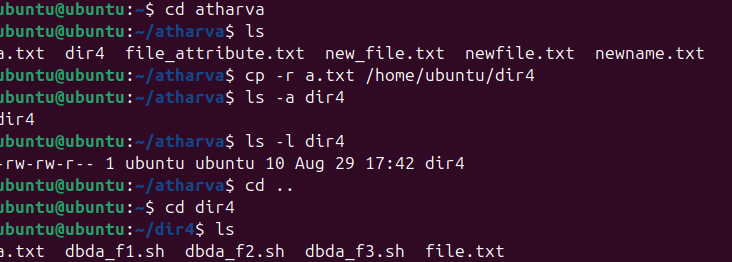 ubuntu@ubuntu:~$ cd atharva
ubuntu@ubuntu:~/atharva$ ls
a.txt  dir4  file_attribute.txt  new_file.txt  newfile.txt  newname.txt
ubuntu@ubuntu:~/atharva$ cp -r a.txt /home/ubuntu/dir4
ubuntu@ubuntu:~/atharva$ ls -a dir4
dir4
ubuntu@ubuntu:~/atharva$ ls -l dir4
-rw-rw-r-- 1 ubuntu ubuntu 10 Aug 29 17:42 dir4
ubuntu@ubuntu:~/atharva$ cd ..
ubuntu@ubuntu:~$ cd dir4
ubuntu@ubuntu:~/dir4$ ls
a.txt  dbda_f1.sh  dbda_f2.sh  dbda_f3.sh  file.txt